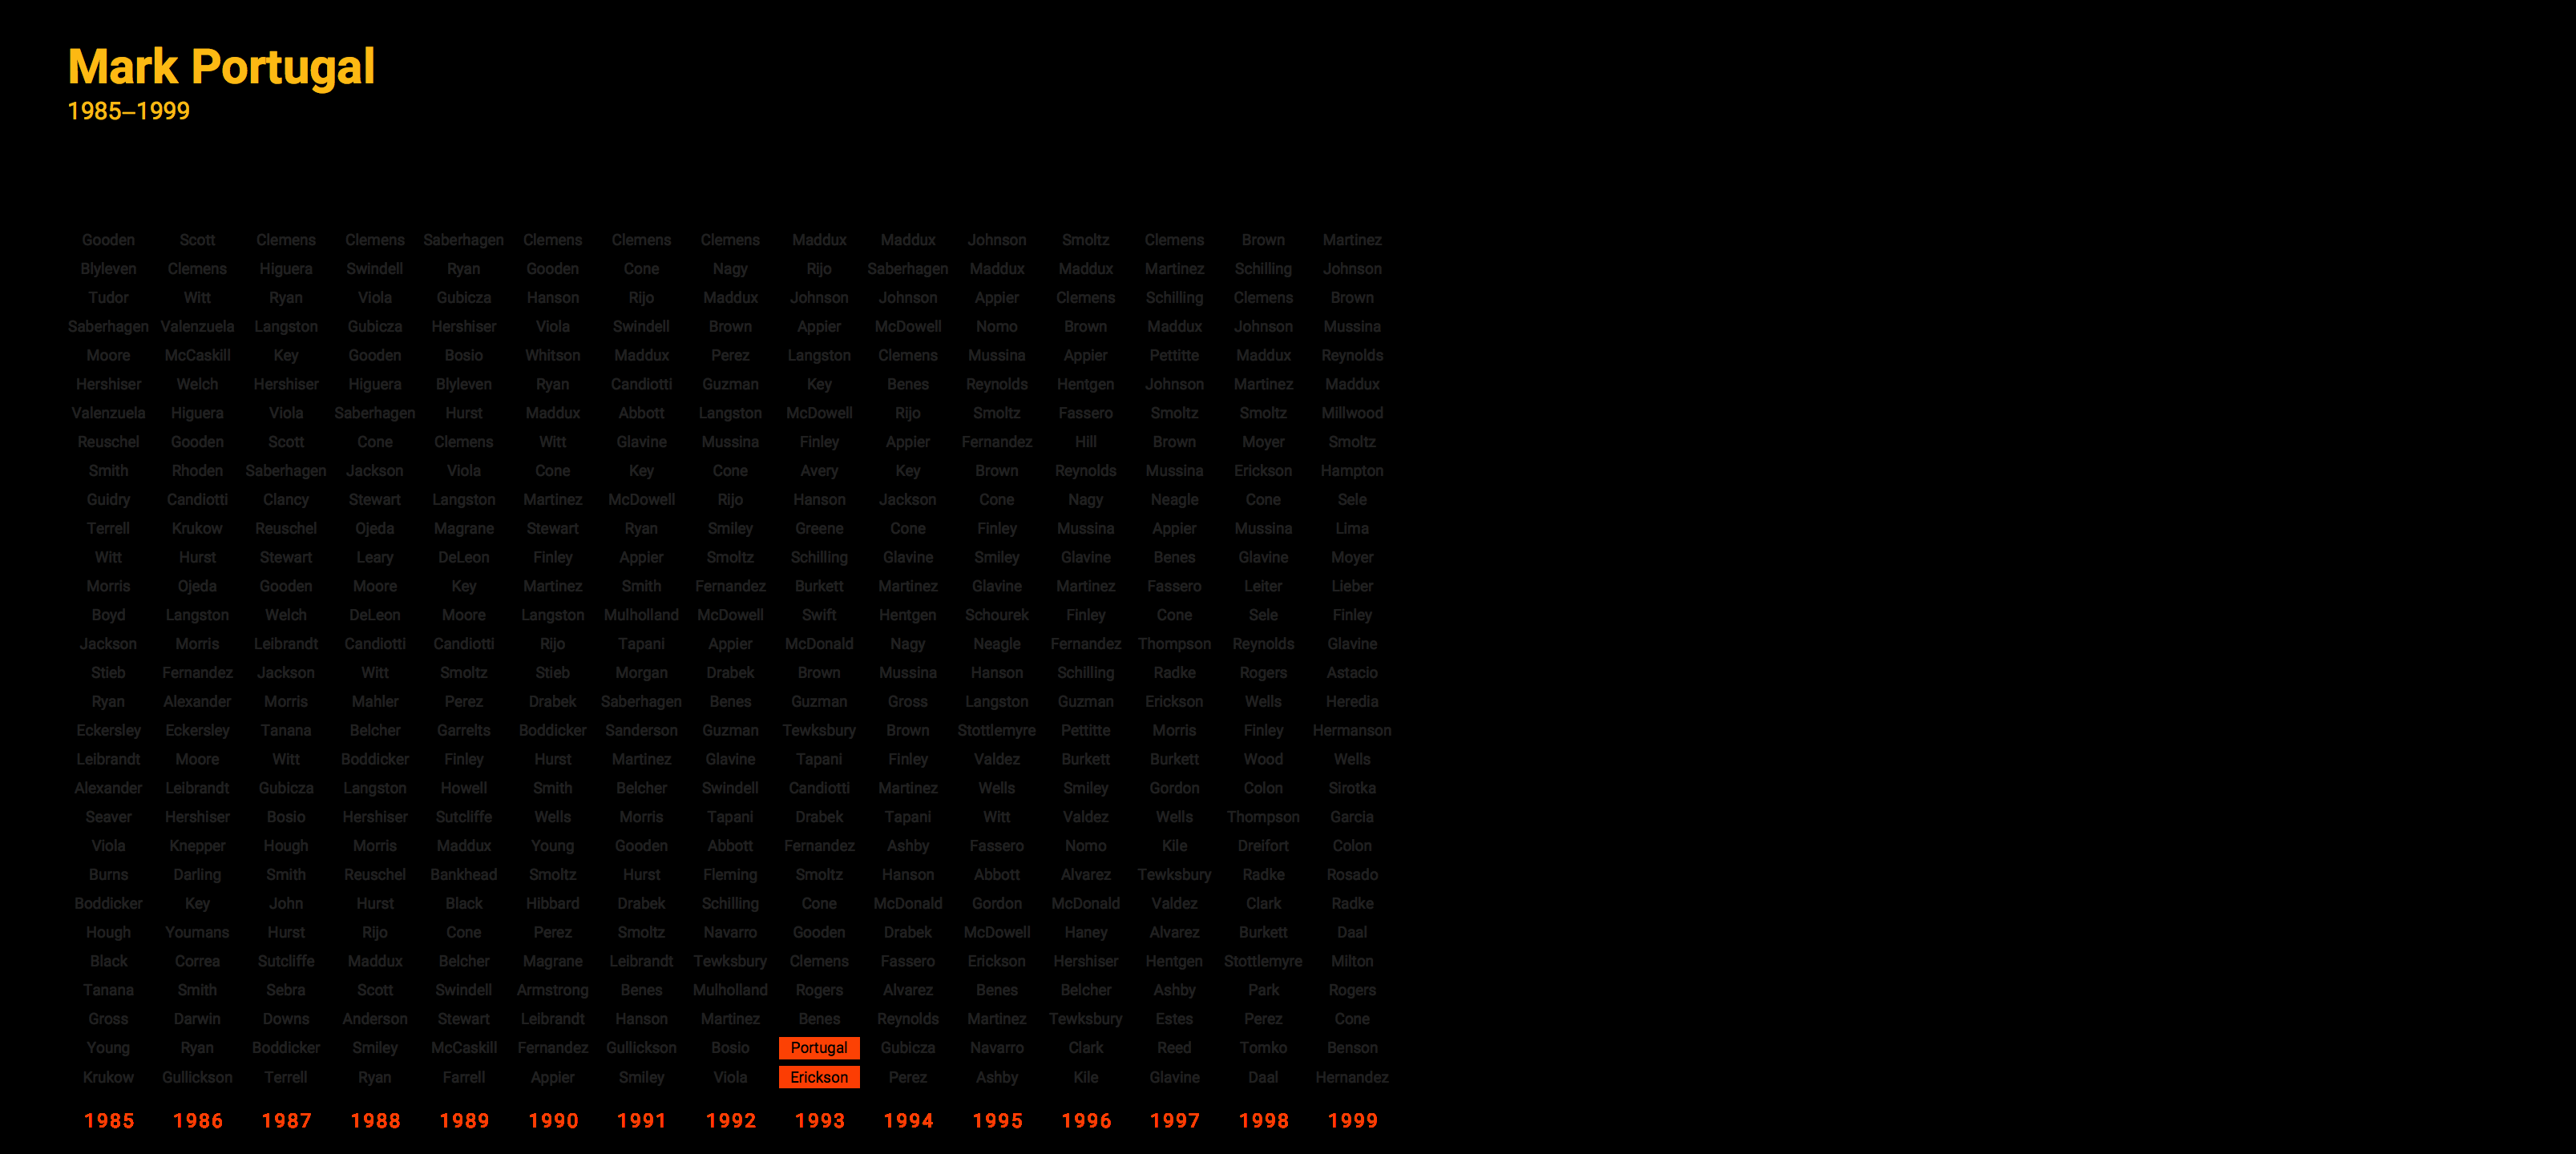 Mark Portugal
1985–1999
Gooden Scott Clemens Clemens Saberhagen Clemens Clemens Clemens Maddux Maddux Johnson Smoltz Clemens Brown Martinez
Blyleven Clemens Higuera Swindell Ryan Gooden Cone Nagy Rijo Saberhagen Maddux Maddux Martinez Schilling Johnson
Tudor Witt Ryan Viola Gubicza Hanson Rijo Maddux Johnson Johnson Appier Clemens Schilling Clemens Brown
Saberhagen Valenzuela Langston Gubicza Hershiser Viola Swindell Brown Appier McDowell Nomo Brown Maddux Johnson Mussina
Moore McCaskill Key Gooden Bosio Whitson Maddux Perez Langston Clemens Mussina Appier Pettitte Maddux Reynolds
Hershiser Welch Hershiser Higuera Blyleven Ryan Candiotti Guzman Key Benes Reynolds Hentgen Johnson Martinez Maddux
Valenzuela Higuera Viola Saberhagen Hurst Maddux Abbott Langston McDowell Rijo Smoltz Fassero Smoltz Smoltz Millwood
Reuschel Gooden Scott Cone Clemens Witt Glavine Mussina Finley Appier Fernandez Hill Brown Moyer Smoltz
Smith Rhoden Saberhagen Jackson Viola Cone Key Cone Avery Key Brown Reynolds Mussina Erickson Hampton
Guidry Candiotti Clancy Stewart Langston Martinez McDowell Rijo Hanson Jackson Cone Nagy Neagle Cone Sele
Terrell Krukow Reuschel Ojeda Magrane Stewart Ryan Smiley Greene Cone Finley Mussina Appier Mussina Lima
Witt Hurst Stewart Leary DeLeon Finley Appier Smoltz Schilling Glavine Smiley Glavine Benes Glavine Moyer
Morris Ojeda Gooden Moore Key Martinez Smith Fernandez Burkett Martinez Glavine Martinez Fassero Leiter Lieber
Boyd Langston Welch DeLeon Moore Langston Mulholland McDowell Swift Hentgen Schourek Finley Cone Sele Finley
Jackson Morris Leibrandt Candiotti Candiotti Rijo Tapani Appier McDonald Nagy Neagle Fernandez Thompson Reynolds Glavine
Stieb Fernandez Jackson Witt Smoltz Stieb Morgan Drabek Brown Mussina Hanson Schilling Radke Rogers Astacio
Ryan Alexander Morris Mahler Perez Drabek Saberhagen Benes Guzman Gross Langston Guzman Erickson Wells Heredia
Eckersley Eckersley Tanana Belcher Garrelts Boddicker Sanderson Guzman Tewksbury Brown Stottlemyre Pettitte Morris Finley Hermanson
Leibrandt Moore Witt Boddicker Finley Hurst Martinez Glavine Tapani Finley Valdez Burkett Burkett Wood Wells
Alexander Leibrandt Gubicza Langston Howell Smith Belcher Swindell Candiotti Martinez Wells Smiley Gordon Colon Sirotka
Seaver Hershiser Bosio Hershiser Sutcliffe Wells Morris Tapani Drabek Tapani Witt Valdez Wells Thompson Garcia
Viola Knepper Hough Morris Maddux Young Gooden Abbott Fernandez Ashby Fassero Nomo Kile Dreifort Colon
Burns Darling Smith Reuschel Bankhead Smoltz Hurst Fleming Smoltz Hanson Abbott Alvarez Tewksbury Radke Rosado
Boddicker Key John Hurst Black Hibbard Drabek Schilling Cone McDonald Gordon McDonald Valdez Clark Radke
Hough Youmans Hurst Rijo Cone Perez Smoltz Navarro Gooden Drabek McDowell Haney Alvarez Burkett Daal
Black Correa Sutcliffe Maddux Belcher Magrane Leibrandt Tewksbury Clemens Fassero Erickson Hershiser Hentgen Stottlemyre Milton
Tanana Smith Sebra Scott Swindell Armstrong Benes Mulholland Rogers Alvarez Benes Belcher Ashby Park Rogers
Gross Darwin Downs Anderson Stewart Leibrandt Hanson Martinez Benes Reynolds Martinez Tewksbury Estes Perez Cone
Young Ryan Boddicker Smiley McCaskill Fernandez Gullickson Bosio Portugal Gubicza Navarro Clark Reed Tomko Benson
Krukow Gullickson Terrell Ryan Farrell Appier Smiley Viola Erickson Perez Ashby Kile Glavine Daal Hernandez
1985 1986 1987 1988 1989 1990 1991 1992 1993 1994 1995 1996 1997 1998 1999